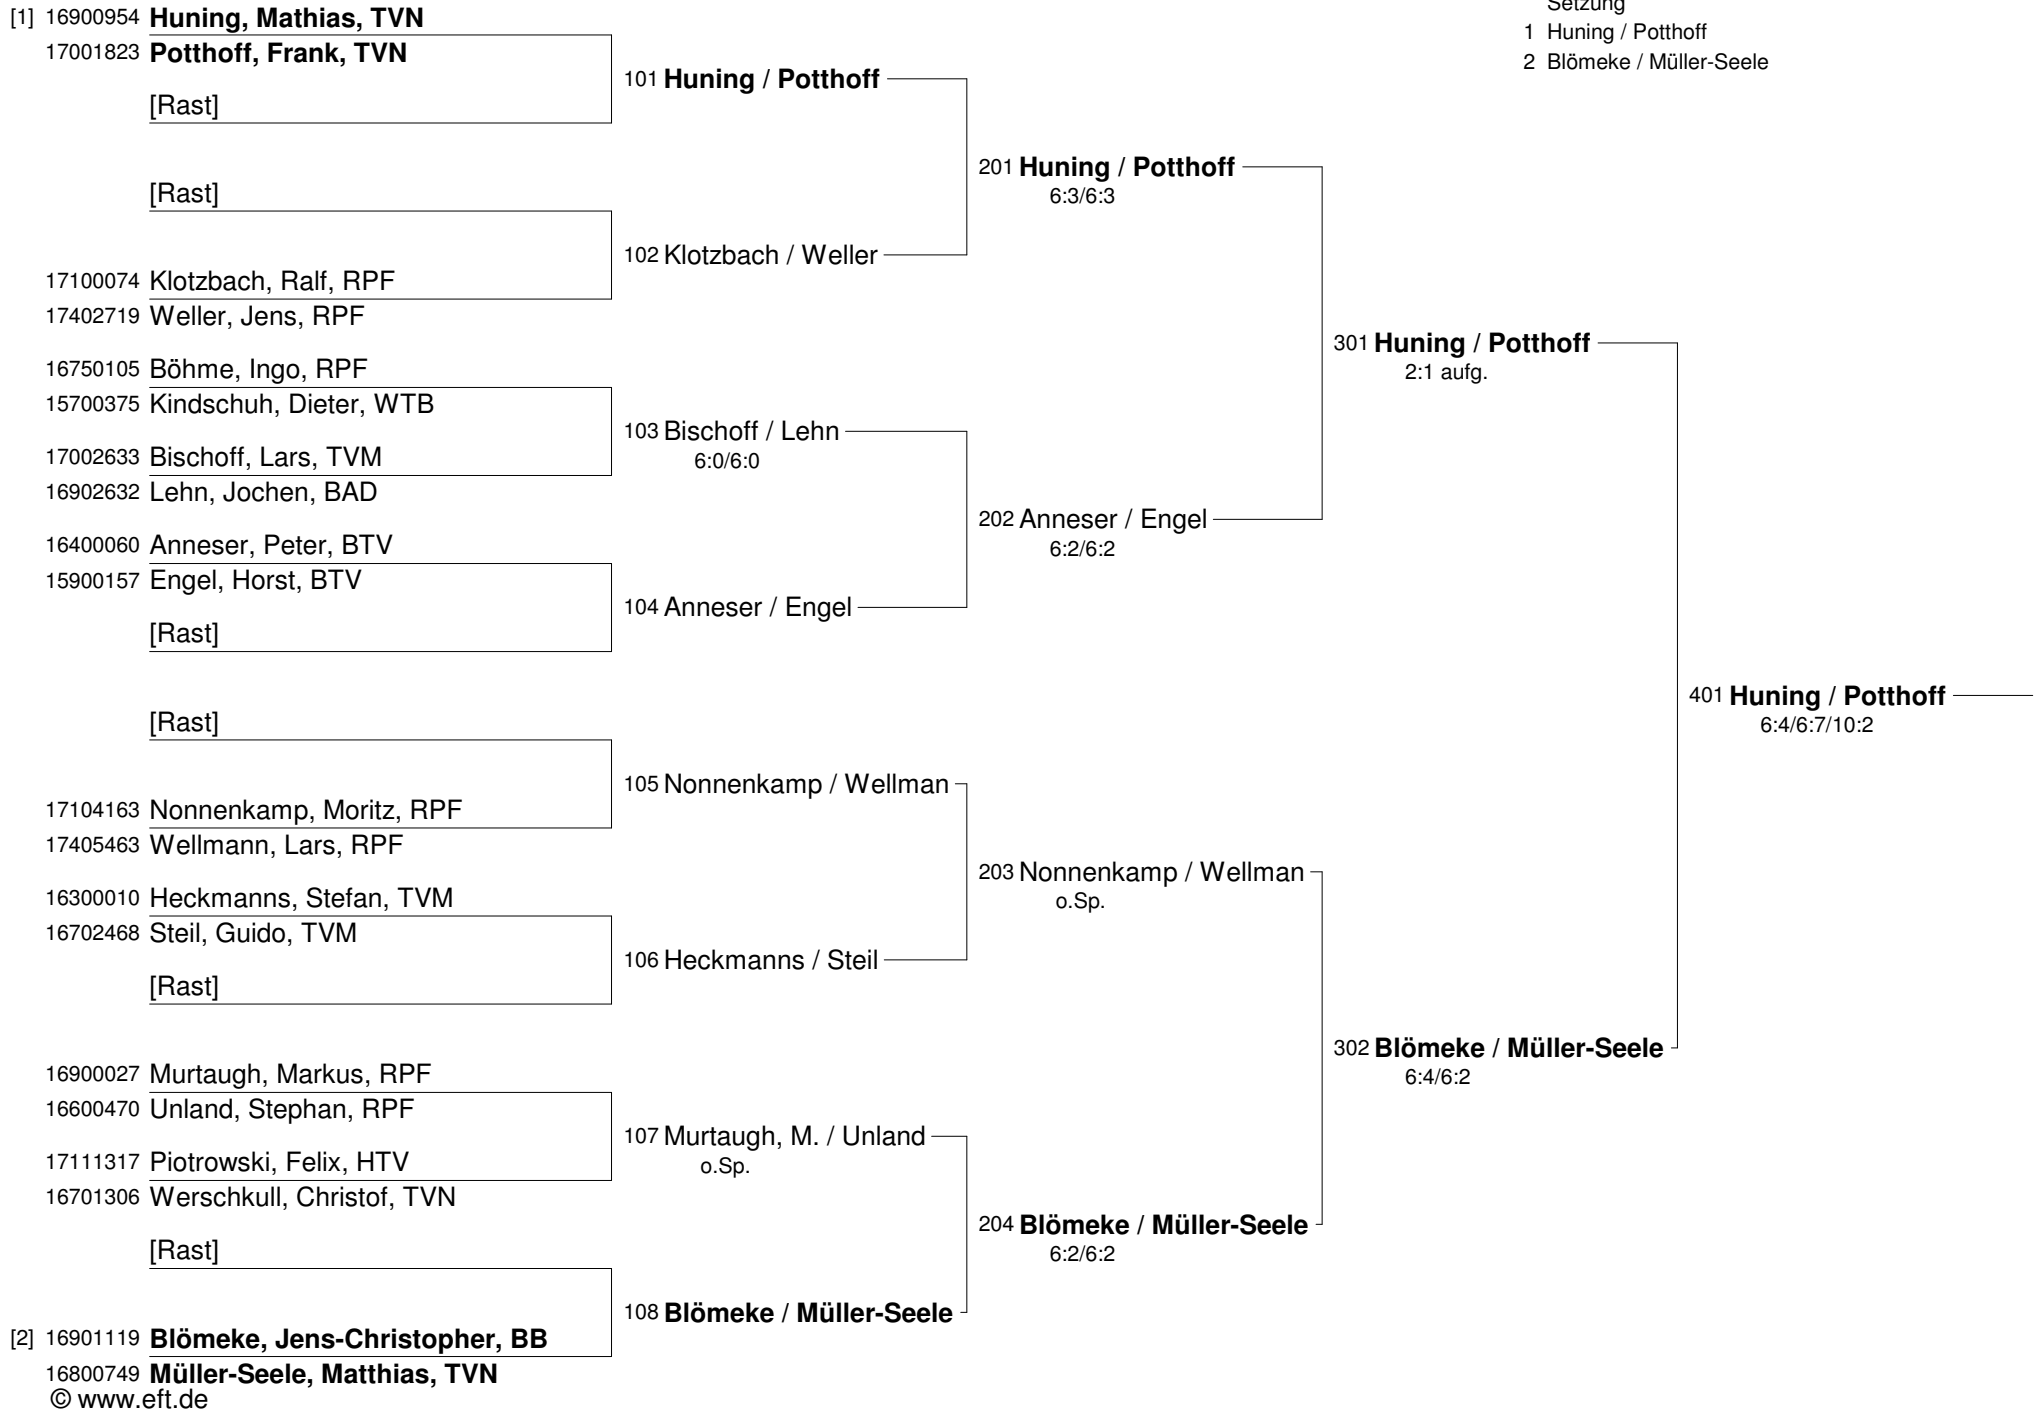 Setzung
1 Huning / Potthoff
2 Blömeke / Müller-Seele
[1] 16900954 Huning, Mathias, TVN
17001823 Potthoff, Frank, TVN
[Rast]
[Rast]
17100074 Klotzbach, Ralf, RPF
17402719 Weller, Jens, RPF
16750105 Böhme, Ingo, RPF
15700375 Kindschuh, Dieter, WTB
17002633 Bischoff, Lars, TVM
16902632 Lehn, Jochen, BAD
16400060 Anneser, Peter, BTV
15900157 Engel, Horst, BTV
[Rast]
[Rast]
17104163 Nonnenkamp, Moritz, RPF
17405463 Wellmann, Lars, RPF
16300010 Heckmanns, Stefan, TVM
16702468 Steil, Guido, TVM
[Rast]
16900027 Murtaugh, Markus, RPF
16600470 Unland, Stephan, RPF
17111317 Piotrowski, Felix, HTV
16701306 Werschkull, Christof, TVN
[Rast]
[2] 16901119 Blömeke, Jens-Christopher, BB
16800749 Müller-Seele, Matthias, TVN
© www.eft.de
101 Huning / Potthoff
102 Klotzbach / Weller
103 Bischoff / Lehn
6:0/6:0
104 Anneser / Engel
105 Nonnenkamp / Wellman
106 Heckmanns / Steil
107 Murtaugh, M. / Unland
o.Sp.
108 Blömeke / Müller-Seele
201 Huning / Potthoff
6:3/6:3
202 Anneser / Engel
6:2/6:2
203 Nonnenkamp / Wellman
o.Sp.
204 Blömeke / Müller-Seele
6:2/6:2
301 Huning / Potthoff
2:1 aufg.
302 Blömeke / Müller-Seele
6:4/6:2
401 Huning / Potthoff
6:4/6:7/10:2